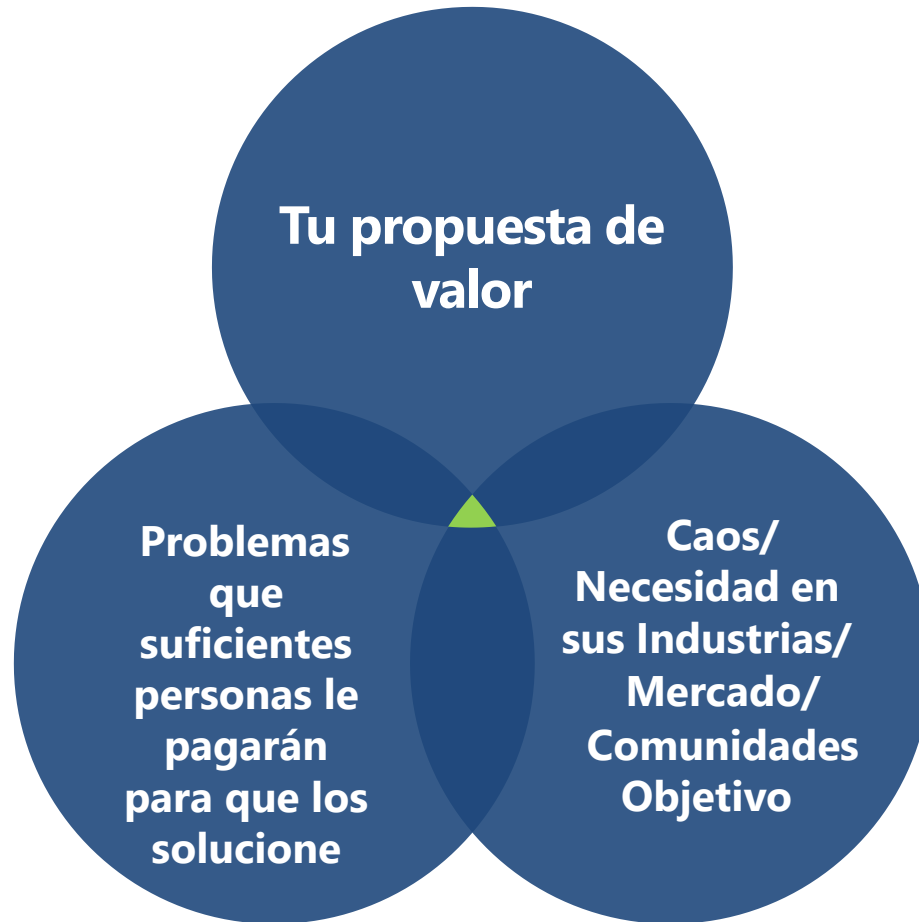 Tu propuesta de
valor
Problemas
que
suficientes
personas le
pagarán
para que los
solucione
Caos/
Necesidad en
sus Industrias/
Mercado/
Comunidades
Objetivo